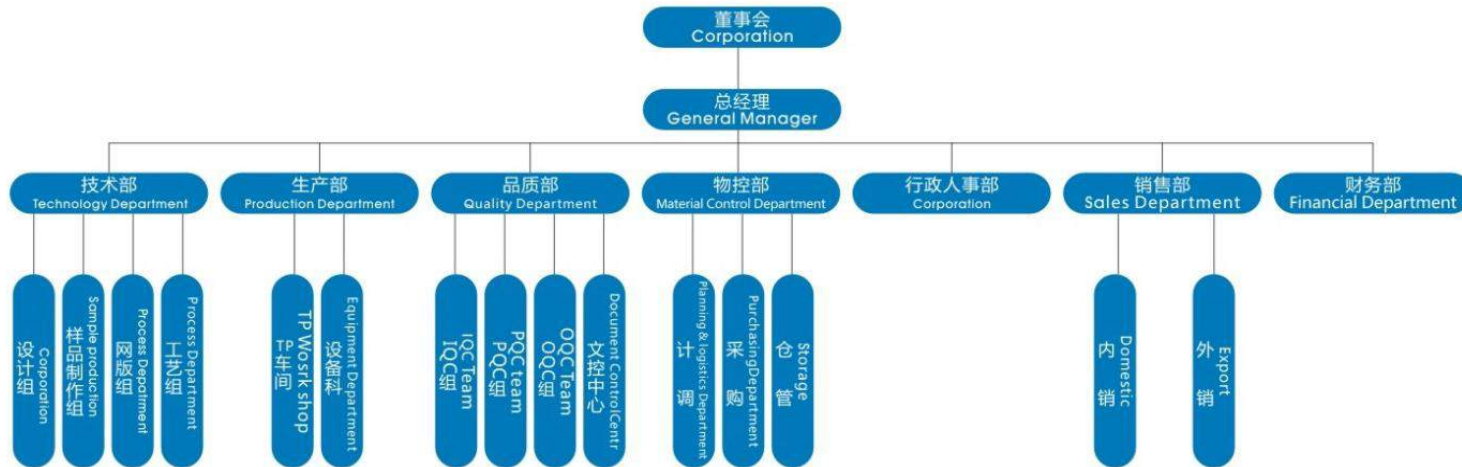 董事会
Corporation
总经理
General Manager
技术部
Technology Department
生产部
Production Department
品质部
Quality Department
物控部
Material Control Department
行政人事部
Corporation
销售部
Sales Department
财务部
Financial Department
Corporation
设计组
Sample production
样品制作组
Process Depatrment
网版组
Process Department
工艺组
TP Wosrk shop
TP车间
Equipment Department
设备科
IQC Team
IQC组
PQC team
PQC组
OQC Team
OQC组
Document ControlCentr
文控中心
Planning & logistics Department
计调
PurchasingDepartment
采购
Storage
仓管
Domestic
内销
Export
外销